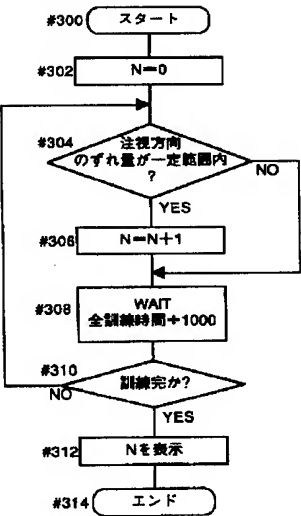 #300 スタート
#302 N=0
#304 注視方向
のずれ量が一定範囲内
?
NO
YES
#306 N=N+1
WAIT
#308 全訓練時間÷1000
#310 訓練完か?
NO
YES
#312 Nを表示
#314 エンド